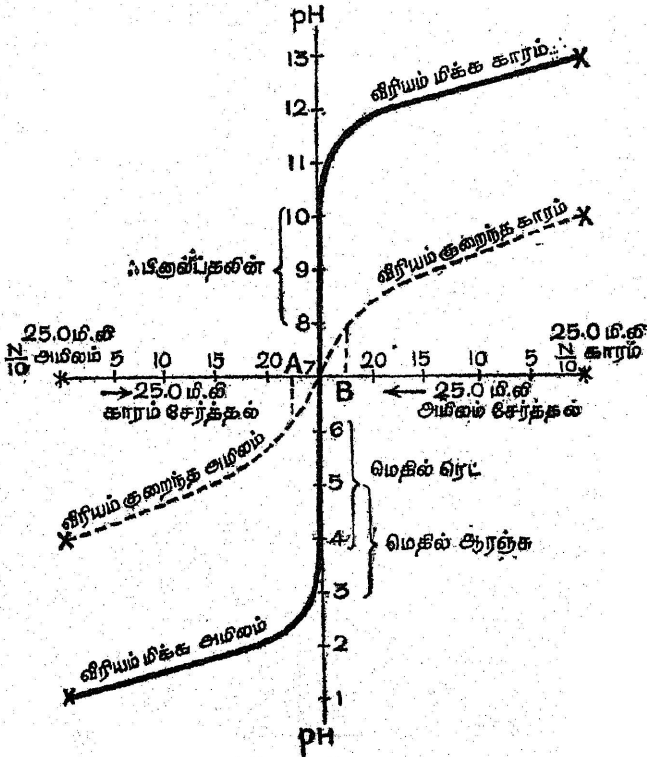 pH
13
வீரியம் மிக்க காரம்
12
11
10
வீரியம் குறைந்த காரம்
ஃபினாப்தலின்
9
8
N/10 25.0 மி.லி அமிலம்
5 10 15 20 A 7
20 15 10 5
N/10 25.0 மி.லி காரம்
B
25.0 மி.லி
காரம் சேர்த்தல்
25.0 மி.லி
அமிலம் சேர்த்தல்
6
வீரியம் குறைந்த அமிலம்
மெதில் ரெட்
5
4
மெதில் ஆரஞ்சு
3
வீரியம் மிக்க அமிலம்
2
1
pH